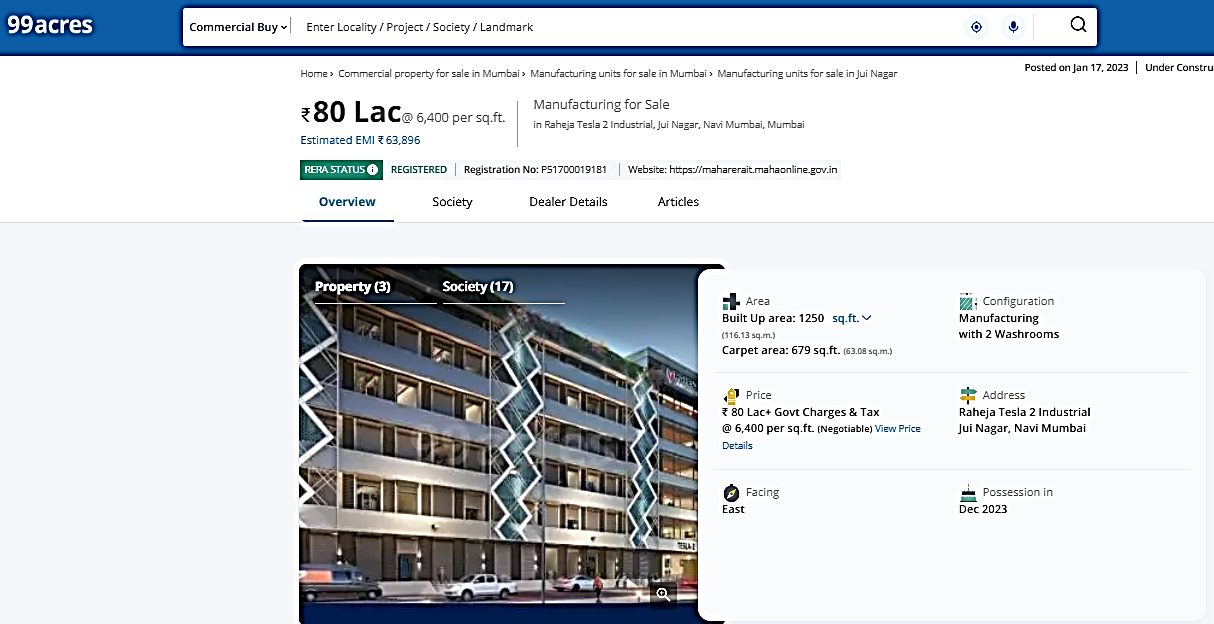 99acres
Commercial Buy
Enter Locality / Project / Society / Landmark
Home › Commercial property for sale in Mumbai › Manufacturing units for sale in Mumbai › Manufacturing units for sale in Jui Nagar
Posted on Jan 17, 2023 | Under Constru
₹80 Lac@ 6,400 per sq.ft.
Estimated EMI ₹ 63,896
Manufacturing for Sale
in Raheja Tesla 2 Industrial, Jui Nagar, Navi Mumbai, Mumbai
RERA STATUS REGISTERED | Registration No: P51700019181 | Website: https://maharerait.mahaonline.gov.in
Overview Society Dealer Details Articles
Property (3) Society (17)
TESLA-2
Area
Built Up area: 1250 sq.ft.
(116.13 sq.m.)
Carpet area: 679 sq.ft. (63.08 sq.m.)
Configuration
Manufacturing
with 2 Washrooms
Price
₹ 80 Lac+ Govt Charges & Tax
@ 6,400 per sq.ft. (Negotiable) View Price
Details
Address
Raheja Tesla 2 Industrial
Jui Nagar, Navi Mumbai
Facing
East
Possession in
Dec 2023